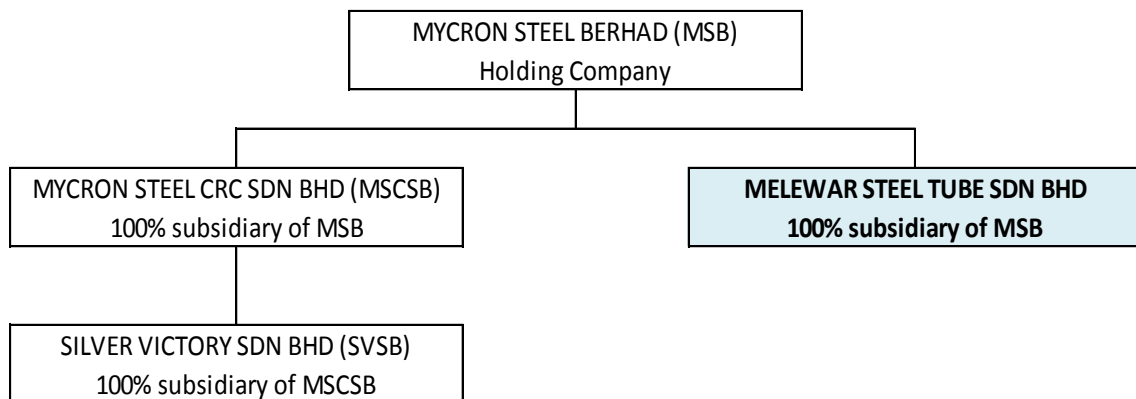 MYCRON STEEL BERHAD (MSB)
Holding Company
MYCRON STEEL CRC SDN BHD (MSCSB)
100% subsidiary of MSB
MELEWAR STEEL TUBE SDN BHD
100% subsidiary of MSB
SILVER VICTORY SDN BHD (SVSB)
100% subsidiary of MSCSB